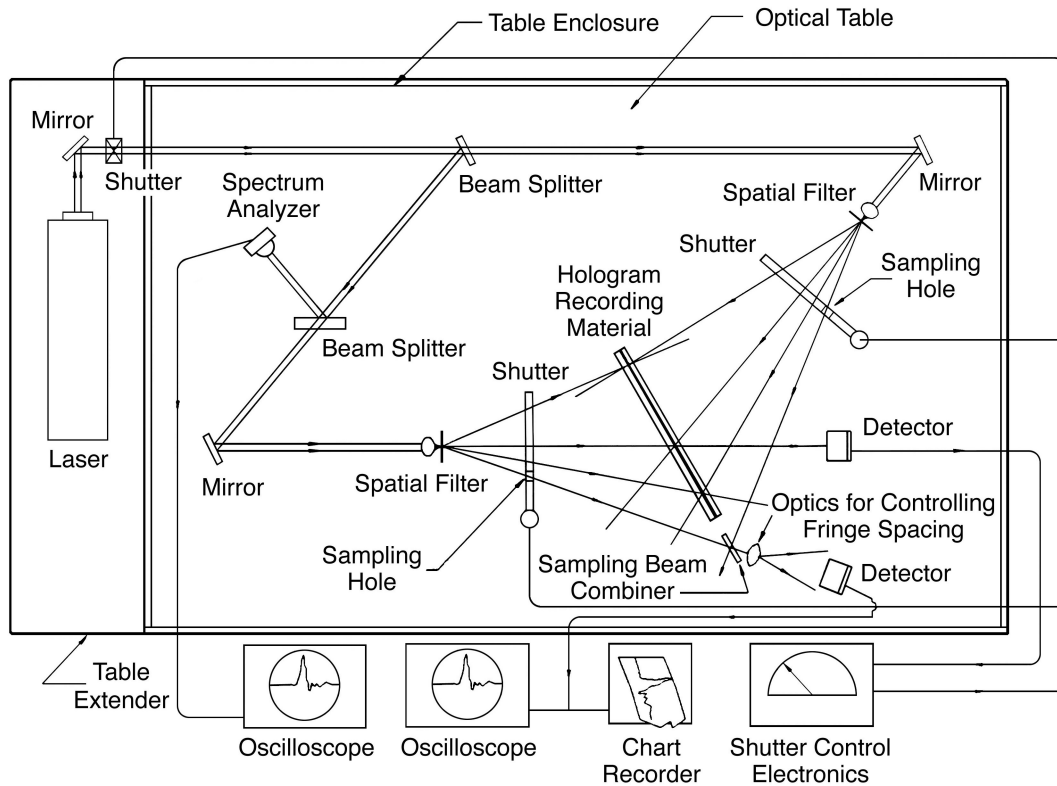 Table Enclosure
Optical Table
Mirror
Shutter
Spectrum
Analyzer
Beam Splitter
Mirror
Spatial Filter
Shutter
Sampling
Hole
Hologram
Recording
Material
Beam Splitter
Shutter
Laser
Mirror
Spatial Filter
Detector
Optics for Controlling
Fringe Spacing
Sampling
Hole
Sampling Beam
Combiner
Detector
Table
Extender
Oscilloscope
Oscilloscope
Chart
Recorder
Shutter Control
Electronics